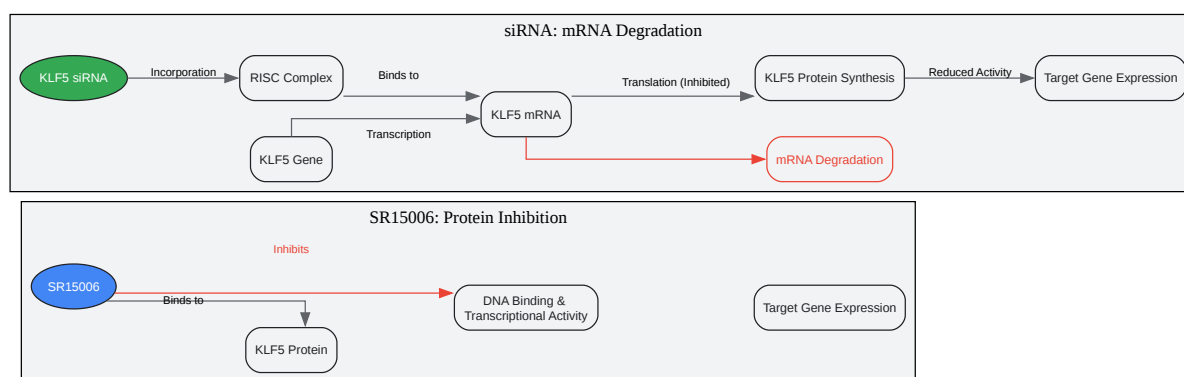 siRNA: mRNA Degradation
KLF5 siRNA
Incorporation
RISC Complex
Binds to
KLF5 mRNA
Translation (Inhibited)
KLF5 Protein Synthesis
Reduced Activity
Target Gene Expression
Transcription
KLF5 Gene
mRNA Degradation
SR15006: Protein Inhibition
Inhibits
SR15006
Binds to
DNA Binding &
Transcriptional Activity
Target Gene Expression
KLF5 Protein